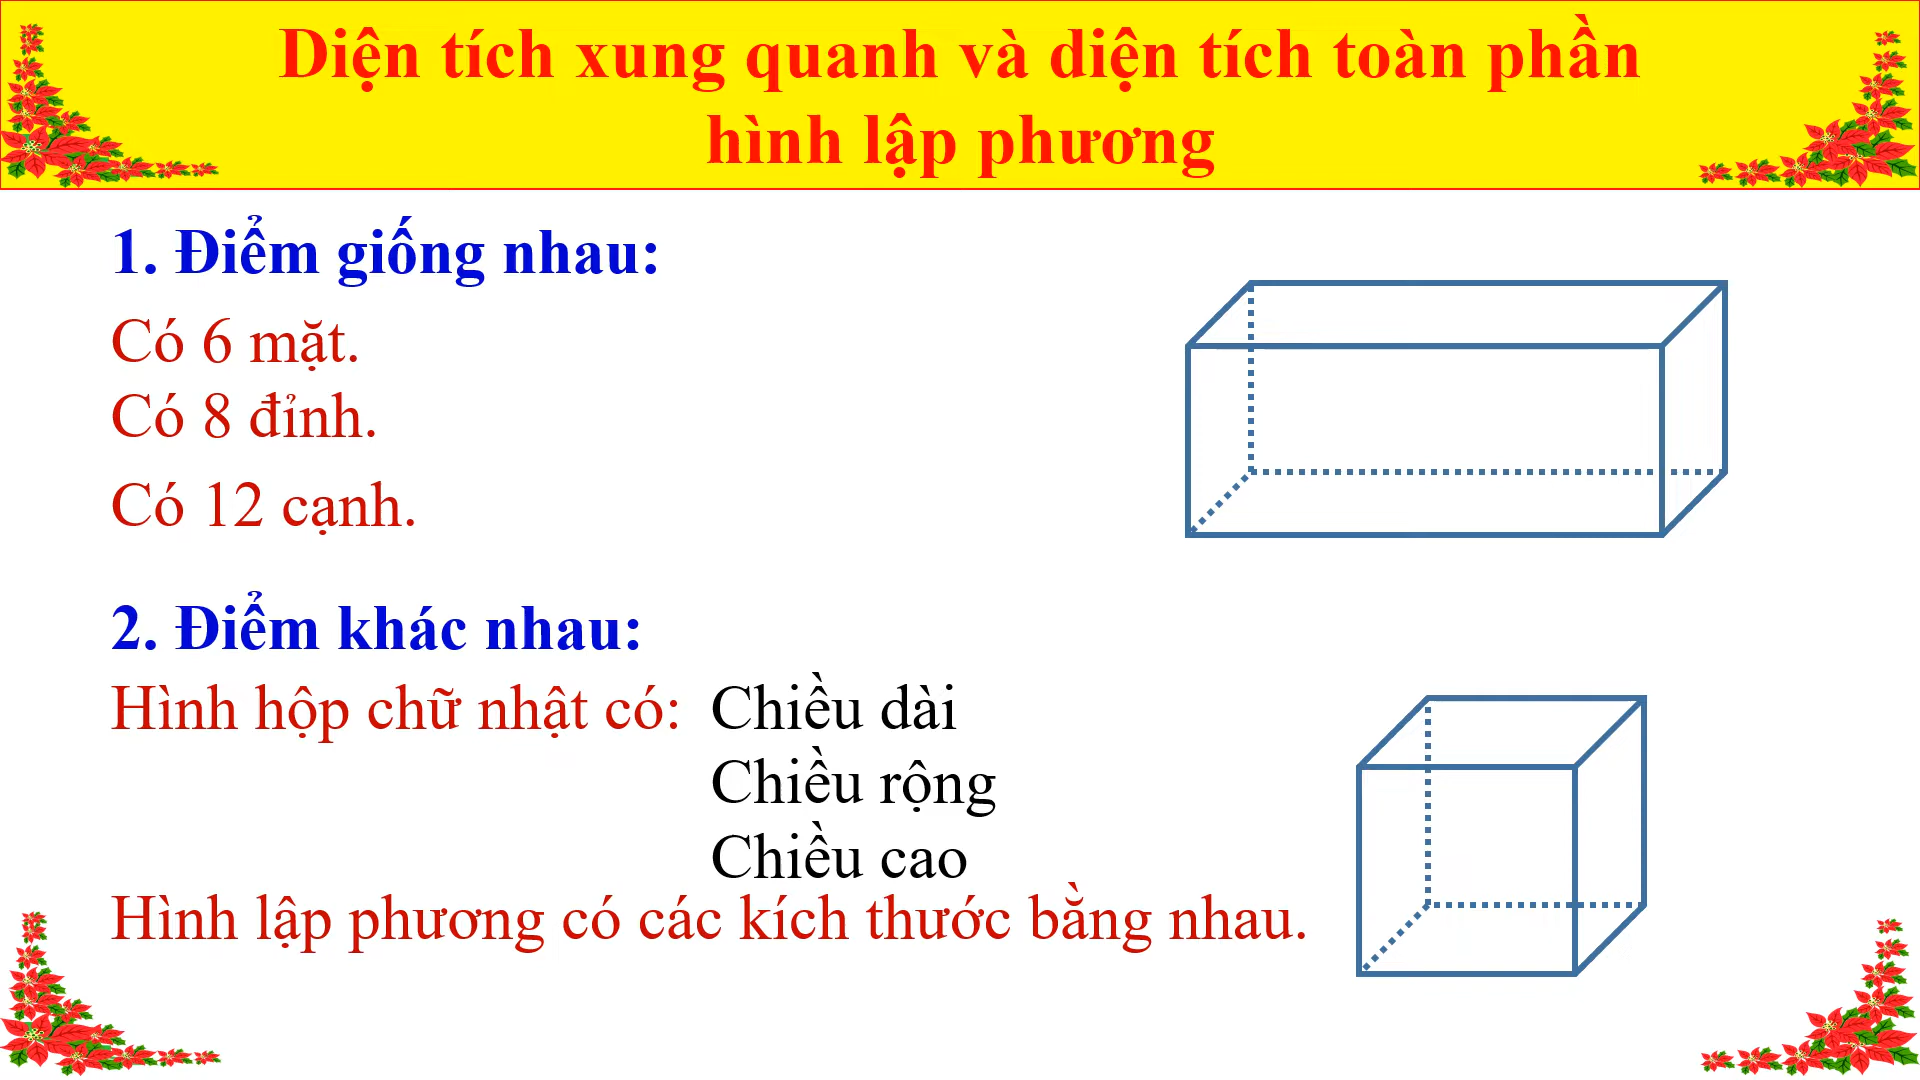 Diện tích xung quanh và diện tích toàn phần
hình lập phương
1. Điểm giống nhau:
Có 6 mặt.
Có 8 đỉnh.
Có 12 cạnh.
2. Điểm khác nhau:
Hình hộp chữ nhật có: Chiều dài
Chiều rộng
Chiều cao
Hình lập phương có các kích thước bằng nhau.